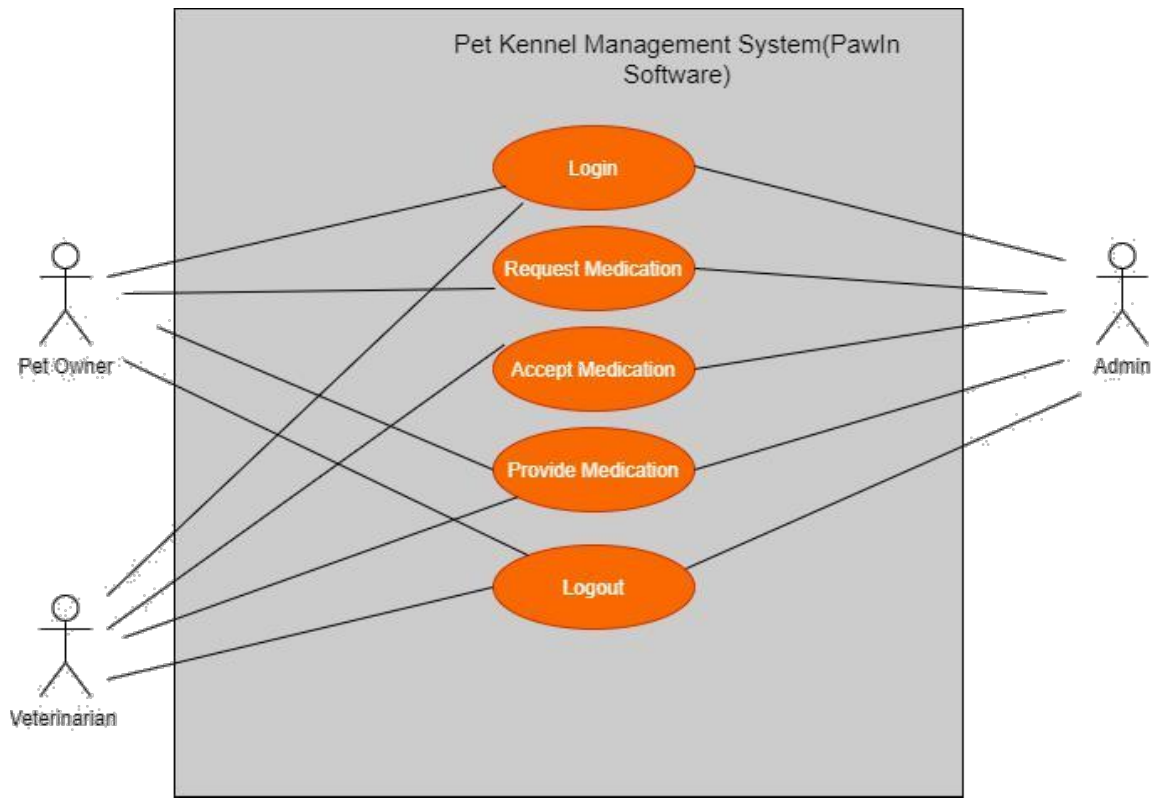 Pet Kennel Management System(PawIn
Software)
Login
Request Medication
Accept Medication
Provide Medication
Logout
Pet Owner
Veterinarian
Admin